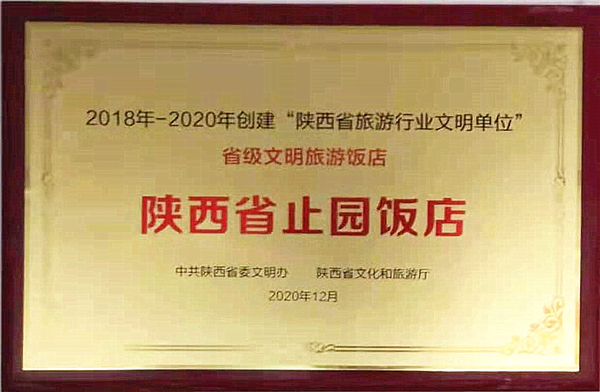 2018年-2020年创建“陕西省旅游行业文明单位”
省级文明旅游饭店
陕西省止园饭店
中共陕西省委文明办 陕西省文化和旅游厅
2020年12月